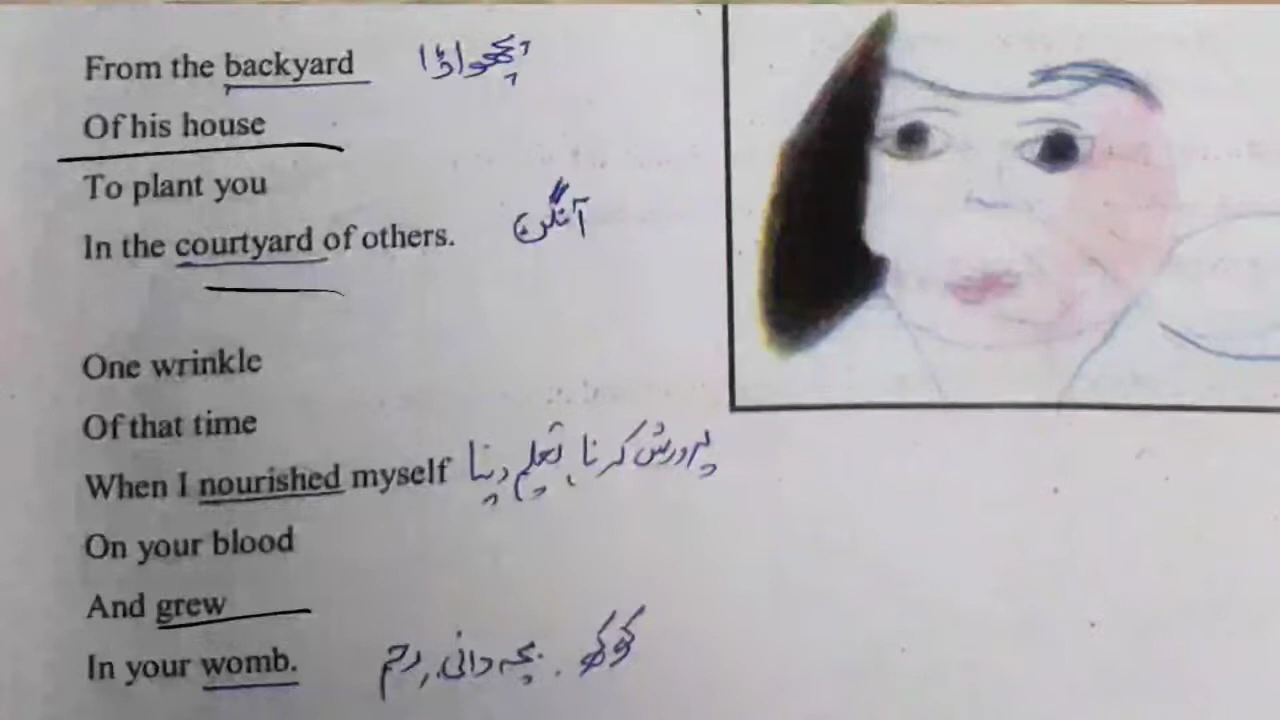 From the backyard پچھواڑا
Of his house
To plant you
In the courtyard of others. آنگن
One wrinkle
Of that time
When I nourished myself پرورش کرنا، تعلیم دینا
On your blood
And grew
In your womb. کوکھ، بچہ دانی، رحم